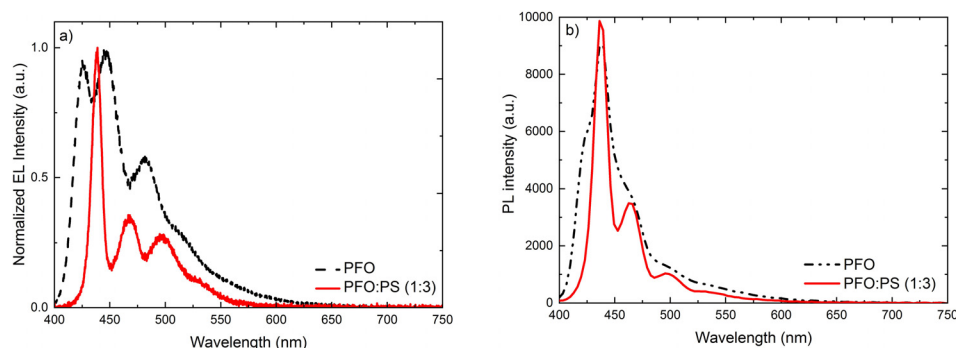 a)
Normalized EL Intensity (a.u.)
1.0
0.5
0.0
PFO
PFO:PS (1:3)
400 450 500 550 600 650 700 750
Wavelength (nm)
b)
PL intensity (a.u.)
10000
8000
6000
4000
2000
0
PFO
PFO:PS (1:3)
400 450 500 550 600 650 700 750
Wavelength (nm)